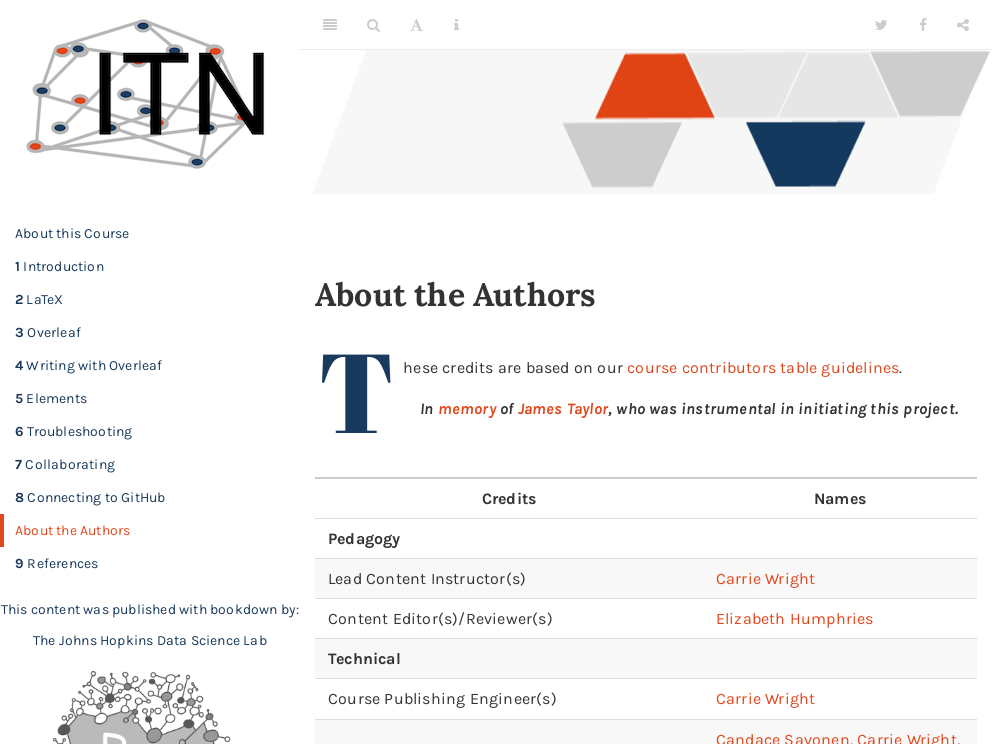 ITN
About this Course
1 Introduction
2 LaTeX
3 Overleaf
4 Writing with Overleaf
5 Elements
6 Troubleshooting
7 Collaborating
8 Connecting to GitHub
About the Authors
9 References
This content was published with bookdown by:
The Johns Hopkins Data Science Lab
About the Authors
These credits are based on our course contributors table guidelines.
In memory of James Taylor, who was instrumental in initiating this project.
Credits Names
Pedagogy
Lead Content Instructor(s) Carrie Wright
Content Editor(s)/Reviewer(s) Elizabeth Humphries
Technical
Course Publishing Engineer(s) Carrie Wright
Candace Savonen, Carrie Wright,